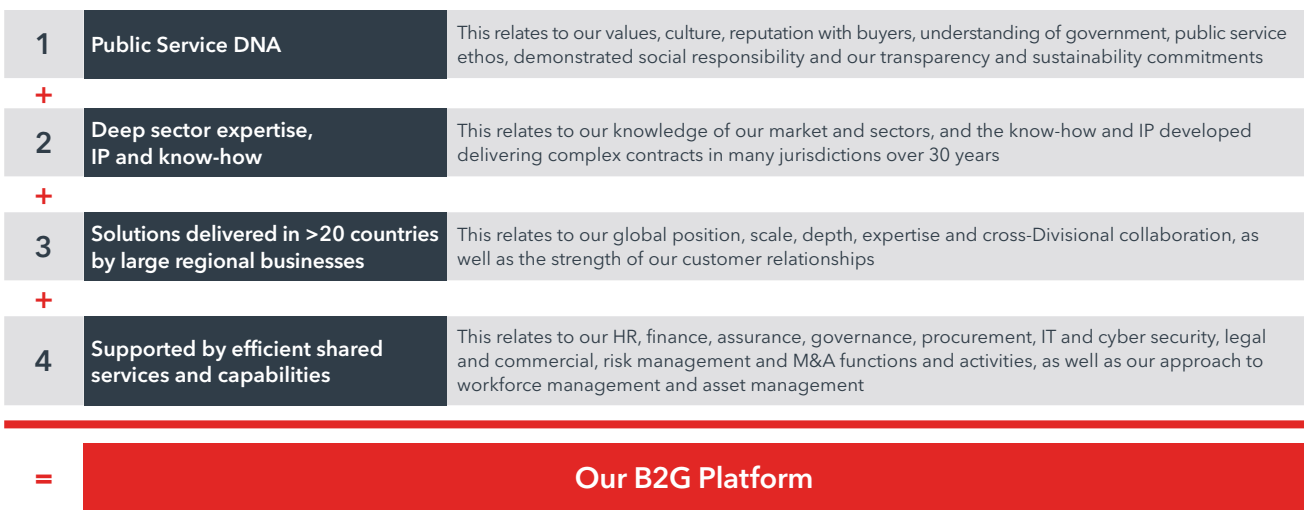 1
Public Service DNA
This relates to our values, culture, reputation with buyers, understanding of government, public service
ethos, demonstrated social responsibility and our transparency and sustainability commitments
+
2
Deep sector expertise,
IP and know-how
This relates to our knowledge of our market and sectors, and the know-how and IP developed
delivering complex contracts in many jurisdictions over 30 years
+
3
Solutions delivered in >20 countries
by large regional businesses
This relates to our global position, scale, depth, expertise and cross-Divisional collaboration, as
well as the strength of our customer relationships
+
4
Supported by efficient shared
services and capabilities
This relates to our HR, finance, assurance, governance, procurement, IT and cyber security, legal
and commercial, risk management and M&A functions and activities, as well as our approach to
workforce management and asset management
=
Our B2G Platform